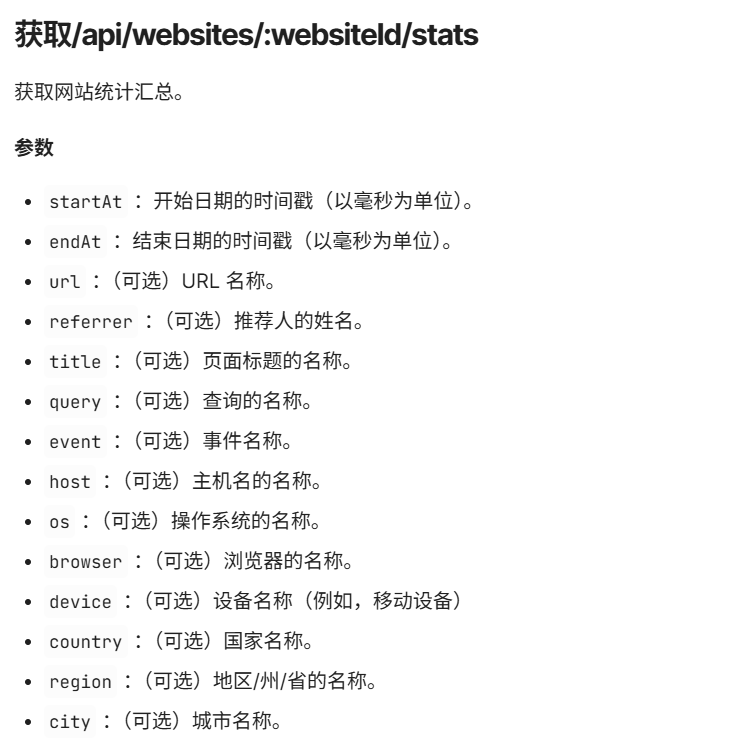 获取/api/websites/:websiteId/stats
获取网站统计汇总。
参数
• startAt ：开始日期的时间戳（以毫秒为单位）。
• endAt ：结束日期的时间戳（以毫秒为单位）。
• url ：（可选）URL 名称。
• referrer ：（可选）推荐人的姓名。
• title ：（可选）页面标题的名称。
• query ：（可选）查询的名称。
• event ：（可选）事件名称。
• host ：（可选）主机名的名称。
• os ：（可选）操作系统的名称。
• browser ：（可选）浏览器的名称。
• device ：（可选）设备名称（例如，移动设备）
• country ：（可选）国家名称。
• region ：（可选）地区/州/省的名称。
• city ：（可选）城市名称。